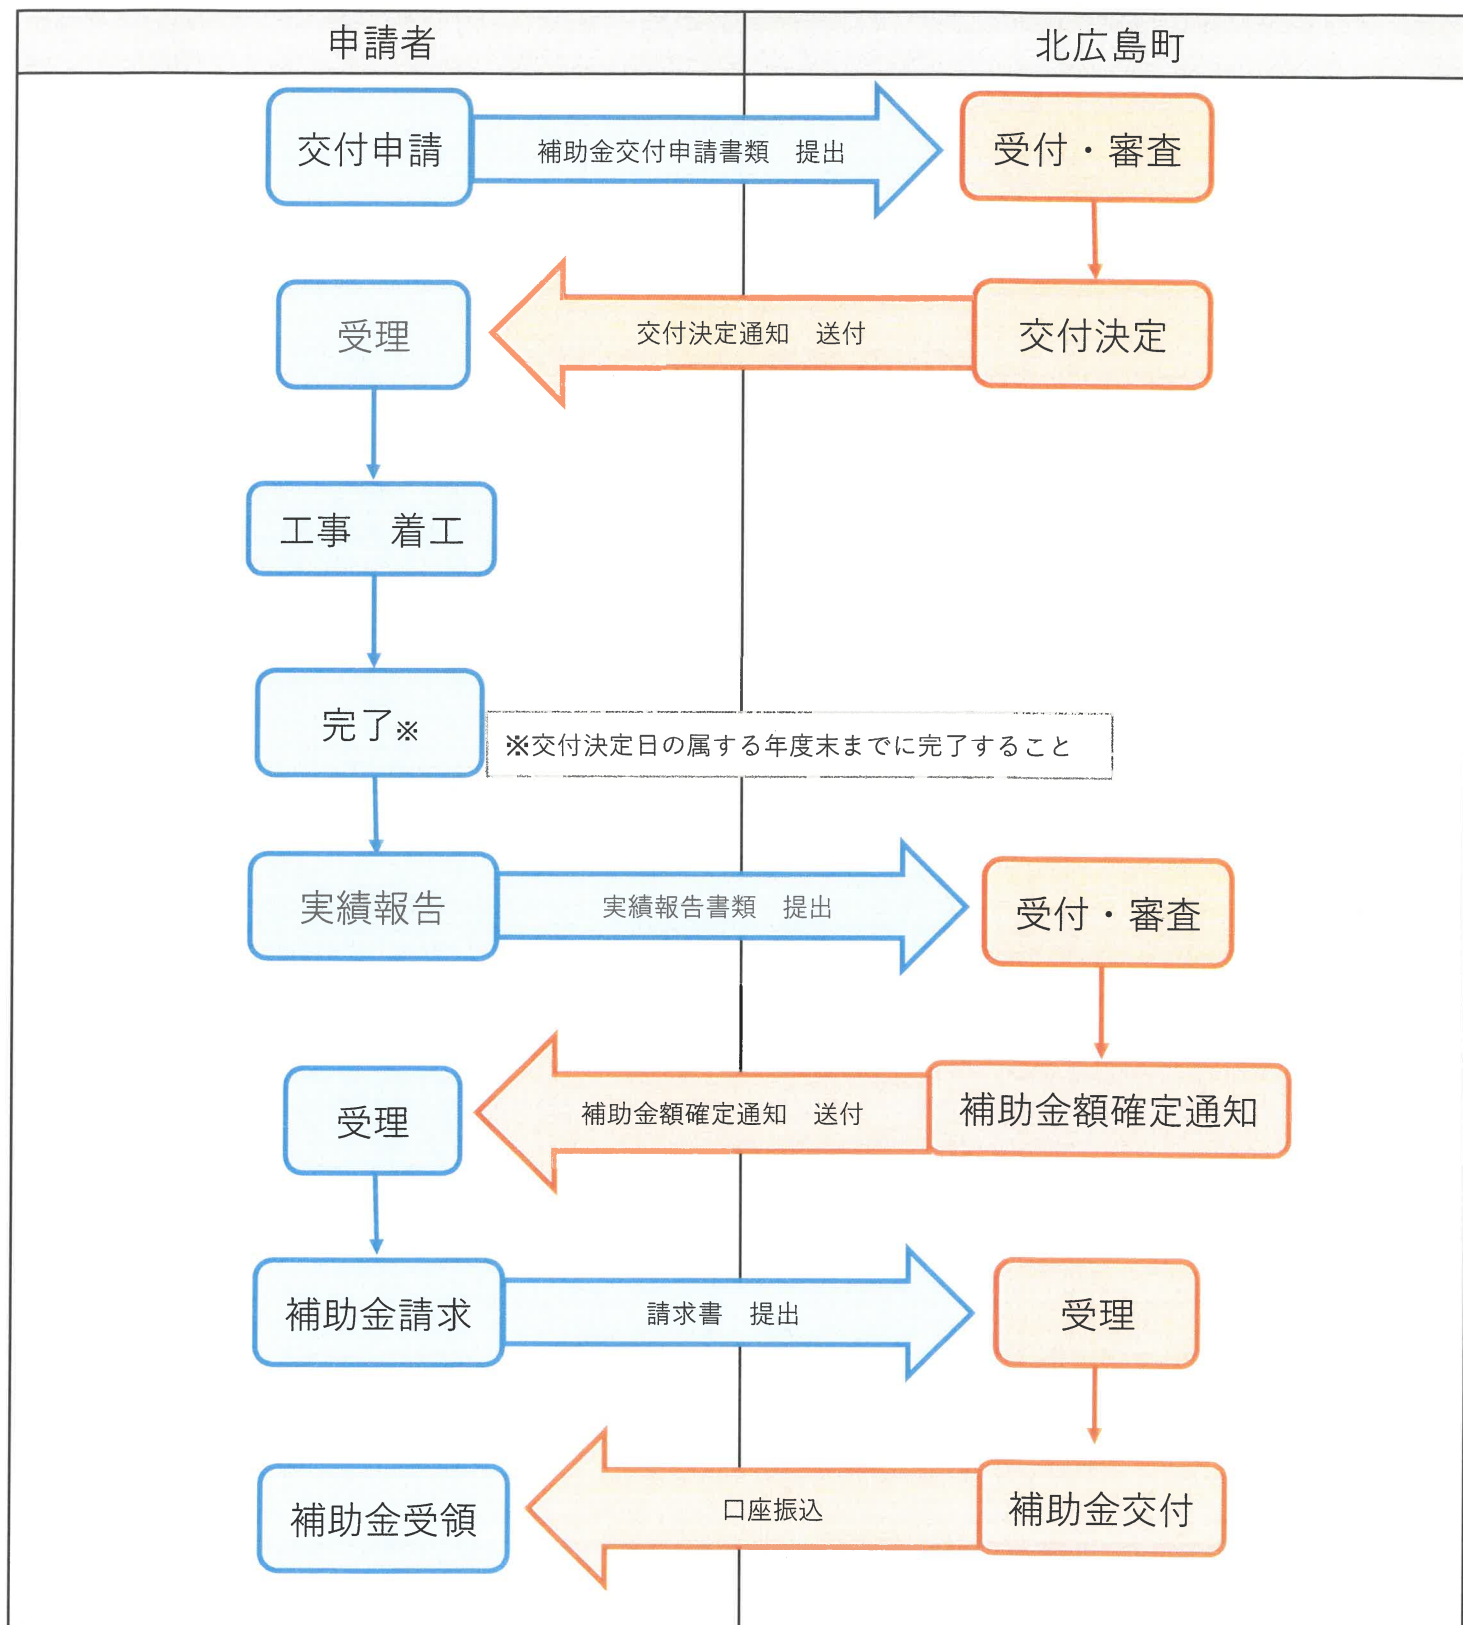 申請者
北広島町
交付申請
補助金交付申請書類　提出
受付・審査
受理
交付決定通知　送付
交付決定
工事　着工
完了※
※交付決定日の属する年度末までに完了すること
実績報告
実績報告書類　提出
受付・審査
受理
補助金額確定通知　送付
補助金額確定通知
補助金請求
請求書　提出
受理
補助金受領
口座振込
補助金交付